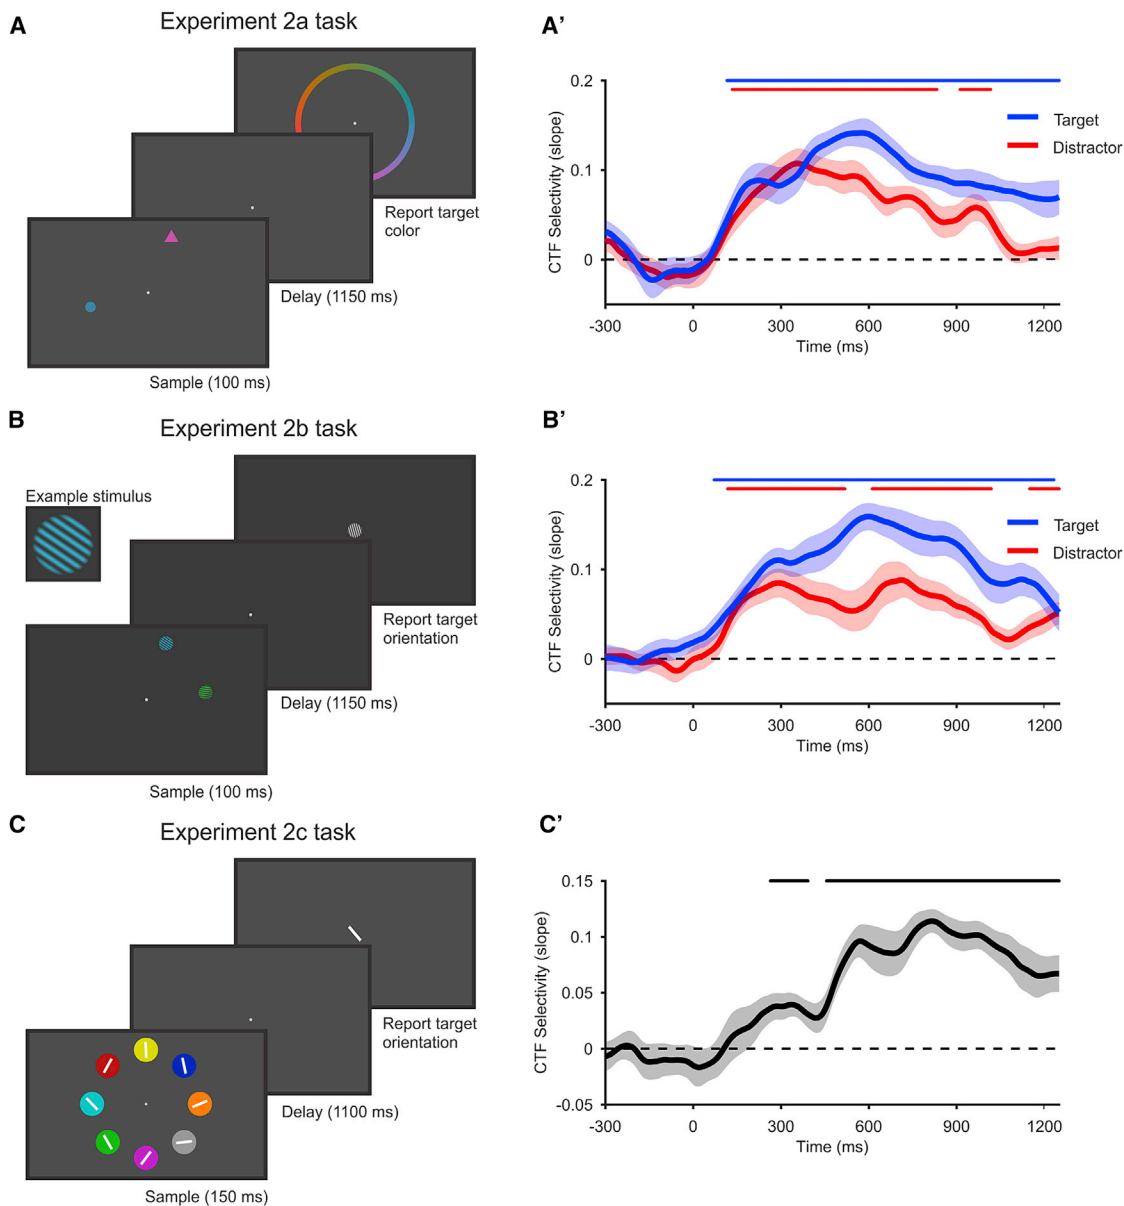 A
Experiment 2a task
Report target
color
Delay (1150 ms)
Sample (100 ms)
A’
0.2
0.1
0
CTF Selectivity (slope)
Target
Distractor
-300 0 300 600 900 1200
Time (ms)
B
Experiment 2b task
Example stimulus
Report target
orientation
Delay (1150 ms)
Sample (100 ms)
B’
0.2
0.1
0
CTF Selectivity (slope)
Target
Distractor
-300 0 300 600 900 1200
Time (ms)
C
Experiment 2c task
Report target
orientation
Delay (1100 ms)
Sample (150 ms)
C’
0.15
0.1
0.05
0
-0.05
CTF Selectivity (slope)
-300 0 300 600 900 1200
Time (ms)